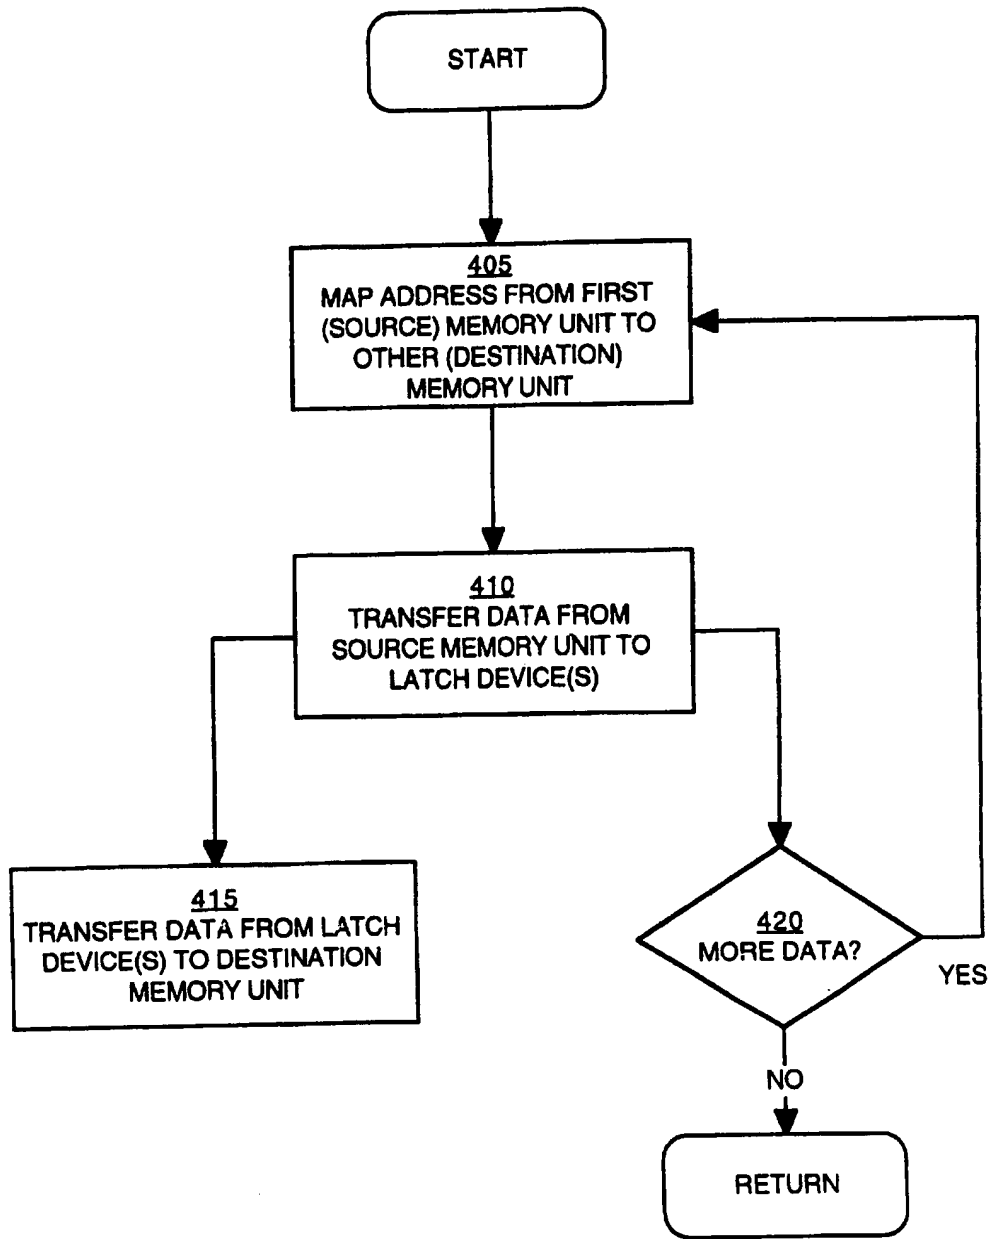 START
405
MAP ADDRESS FROM FIRST
(SOURCE) MEMORY UNIT TO
OTHER (DESTINATION)
MEMORY UNIT
410
TRANSFER DATA FROM
SOURCE MEMORY UNIT TO
LATCH DEVICE(S)
415
TRANSFER DATA FROM LATCH
DEVICE(S) TO DESTINATION
MEMORY UNIT
420
MORE DATA?
YES
NO
RETURN